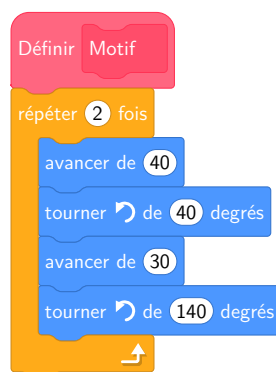 Définir Motif
répéter 2 fois
avancer de 40
tourner de 40 degrés
avancer de 30
tourner de 140 degrés